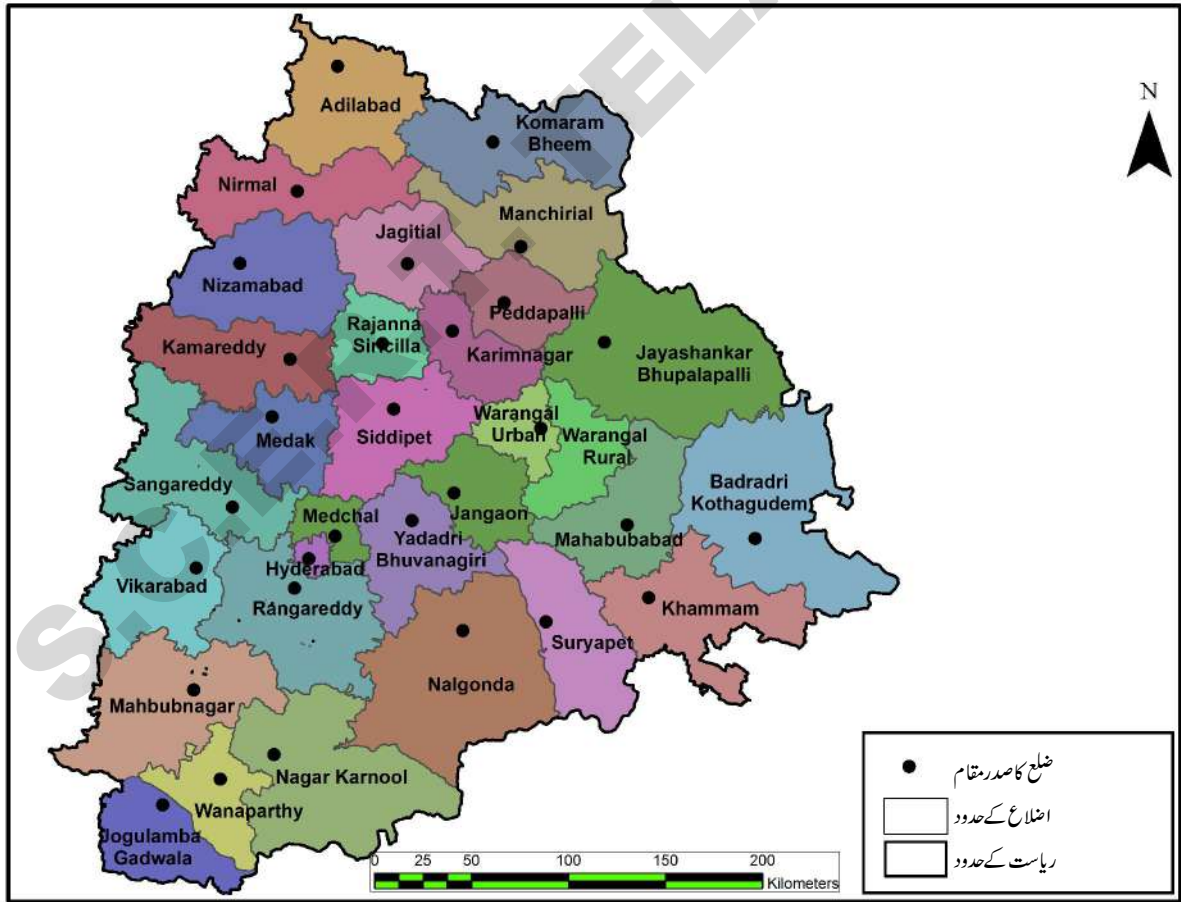 S.C.E.R.T. TELA
N
Adilabad
Komaram
Bheem
Nirmal
Manchirial
Jagitial
Nizamabad
Peddapalli
Rajanna
Siricilla
Kamareddy
Karimnagar
Jayashankar
Bhupalapalli
Medak
Siddipet
Warangal
Urban
Warangal
Rural
Sangareddy
Badradri
Kothagudem
Medchal
Jangaon
Yadadri
Bhuvanagiri
Mahabubabad
Hyderabad
Vikarabad
Rangareddy
Khammam
Suryapet
Nalgonda
Mahbubnagar
Nagar Karnool
Wanaparthy
Jogulamba
Gadwala
ضلع کا صدر مقام
اضلاع کے حدود
ریاست کے حدود
0 25 50 100 150 200
Kilometers